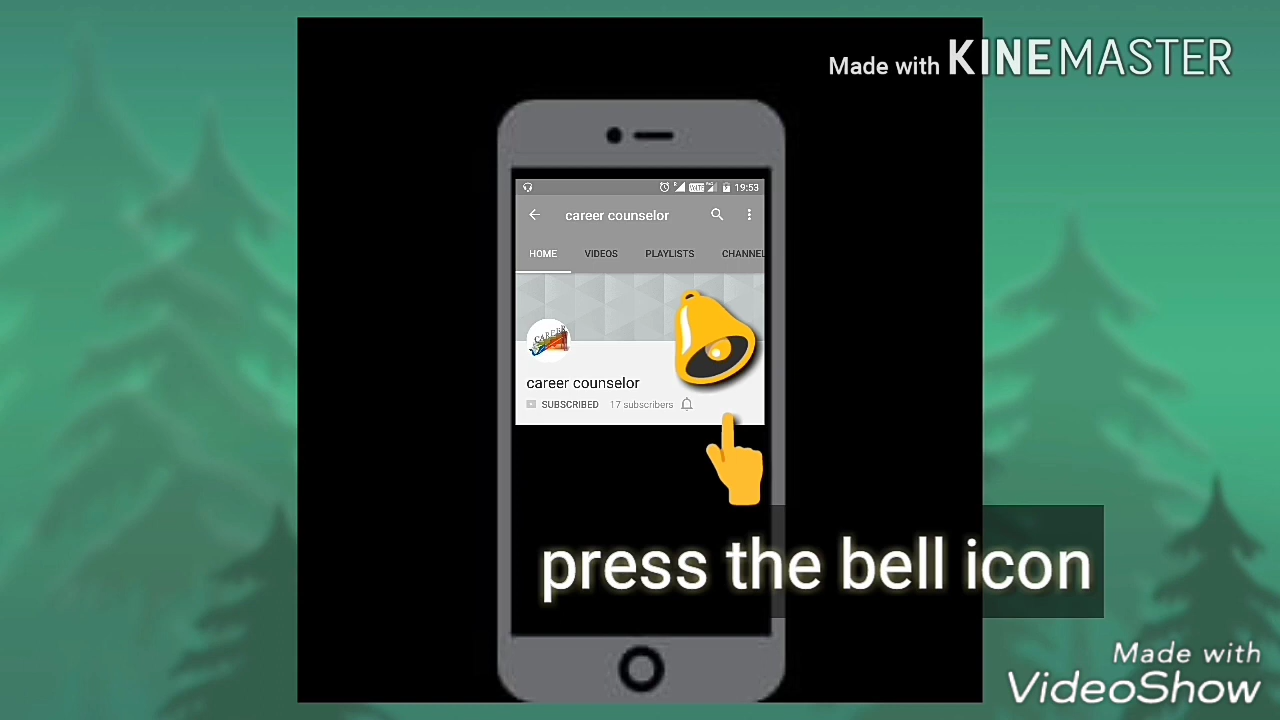 Made with KINEMASTER
19:53
career counselor
HOME VIDEOS PLAYLISTS CHANNEL
CAREER
career counselor
SUBSCRIBED 17 subscribers
press the bell icon
Made with
VideoShow